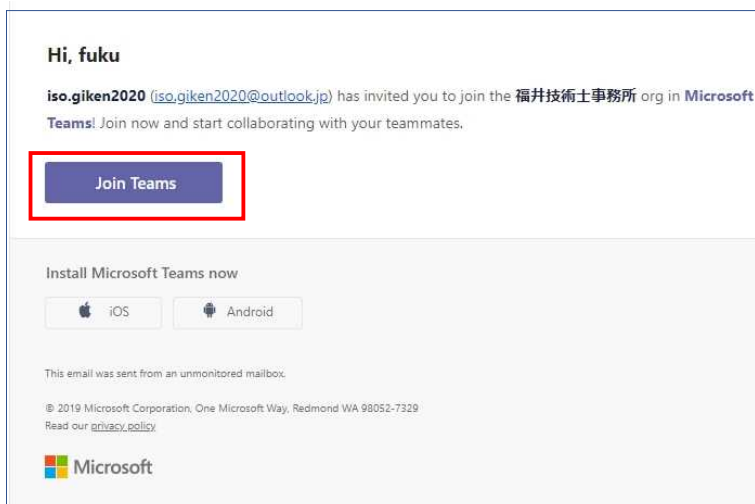 Hi, fuku
iso.giken2020 (iso.giken2020@outlook.jp) has invited you to join the 福井技術士事務所 org in Microsoft
Teams! Join now and start collaborating with your teammates.
Join Teams
Install Microsoft Teams now
iOS Android
This email was sent from an unmonitored mailbox.
© 2019 Microsoft Corporation, One Microsoft Way, Redmond WA 98052-7329
Read our privacy policy
Microsoft